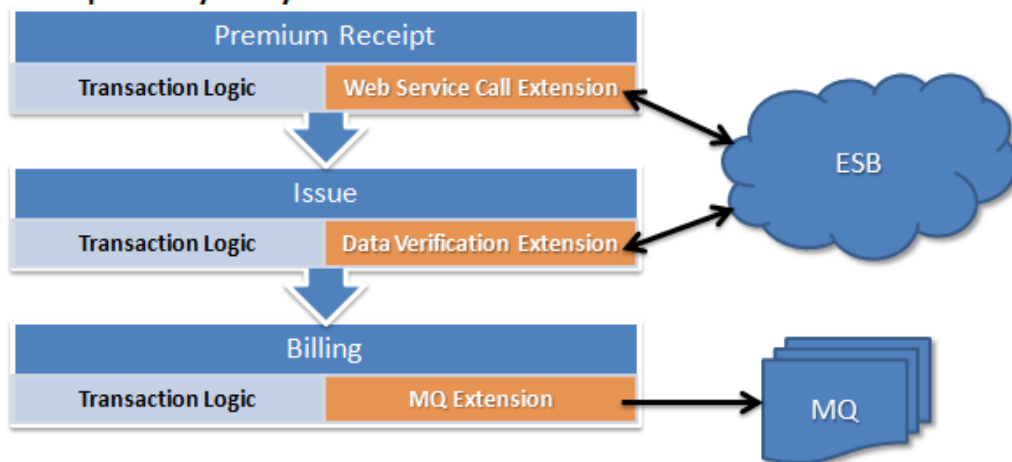 Premium Receipt
Transaction Logic
Web Service Call Extension
ESB
Issue
Transaction Logic
Data Verification Extension
Billing
Transaction Logic
MQ Extension
MQ